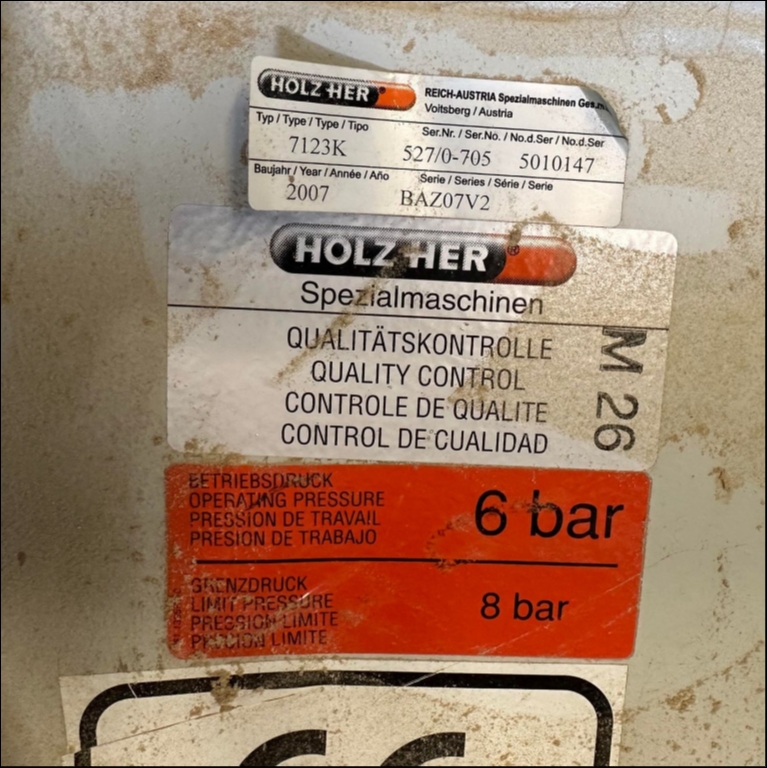 HOLZ HER®
REICH-AUSTRIA Spezialmaschinen Ges.
Voitsberg / Austria
Typ / Type / Type / Tipo
Ser.Nr. / Ser.No. / No.d.Ser / No.d.Ser
7123K
527/0-705 5010147
Baujahr / Year / Année / Año
Serie / Series / Série / Serie
2007
BAZ07V2
HOLZ HER®
Spezialmaschinen
QUALITÄTSKONTROLLE
QUALITY CONTROL
CONTROLE DE QUALITE
CONTROL DE CUALIDAD
M 26
BETRIEBSDRUCK
OPERATING PRESSURE
PRESSION DE TRAVAIL
PRESION DE TRABAJO
6 bar
GRENZDRUCK
LIMIT PRESSURE
PRESSION LIMITE
LIMITE
8 bar
CE